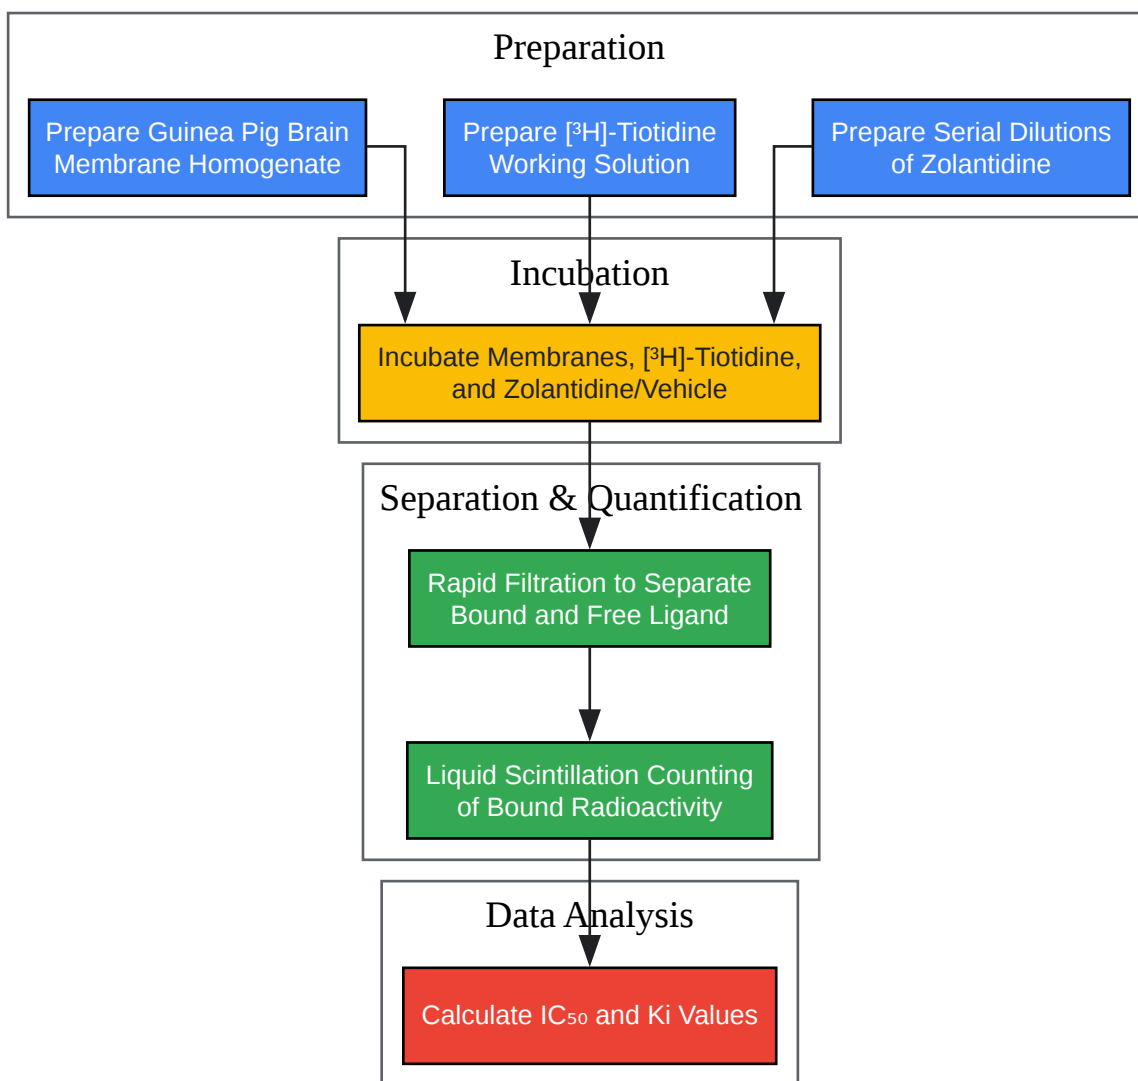 Preparation
Prepare Guinea Pig Brain
Membrane Homogenate
Prepare [³H]-Tiotidine
Working Solution
Prepare Serial Dilutions
of Zolantidine
Incubation
Incubate Membranes, [³H]-Tiotidine,
and Zolantidine/Vehicle
Separation & Quantification
Rapid Filtration to Separate
Bound and Free Ligand
Liquid Scintillation Counting
of Bound Radioactivity
Data Analysis
Calculate IC₅₀ and Ki Values